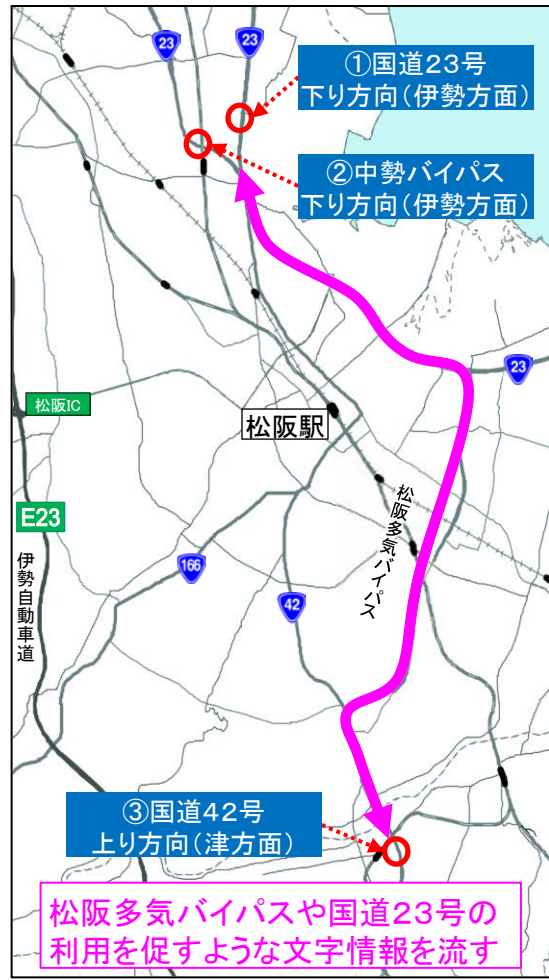 23
23
①国道23号
下り方向(伊勢方面)
②中勢バイパス
下り方向(伊勢方面)
23
松阪IC
松阪駅
E23
伊勢自動車道
松阪多気バイパス
166
42
③国道42号
上り方向(津方面)
松阪多気バイパスや国道23号の
利用を促すような文字情報を流す